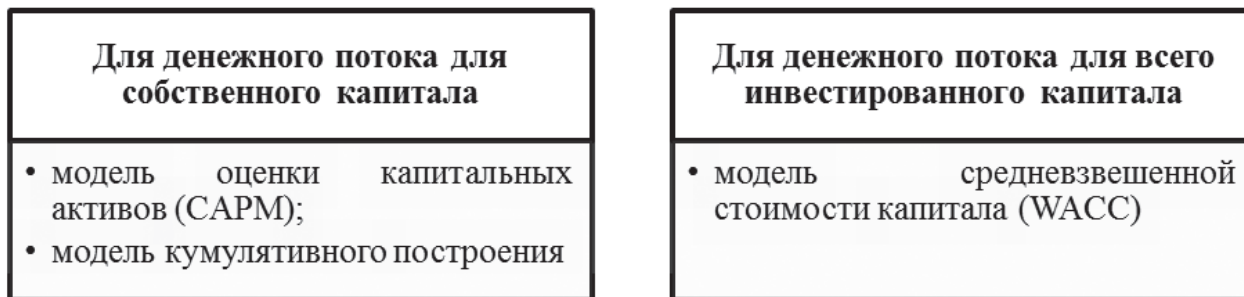 Для денежного потока для
собственного капитала
• модель оценки капитальных
активов (CAPM);
• модель кумулятивного построения
Для денежного потока для всего
инвестированного капитала
• модель средневзвешенной
стоимости капитала (WACC)